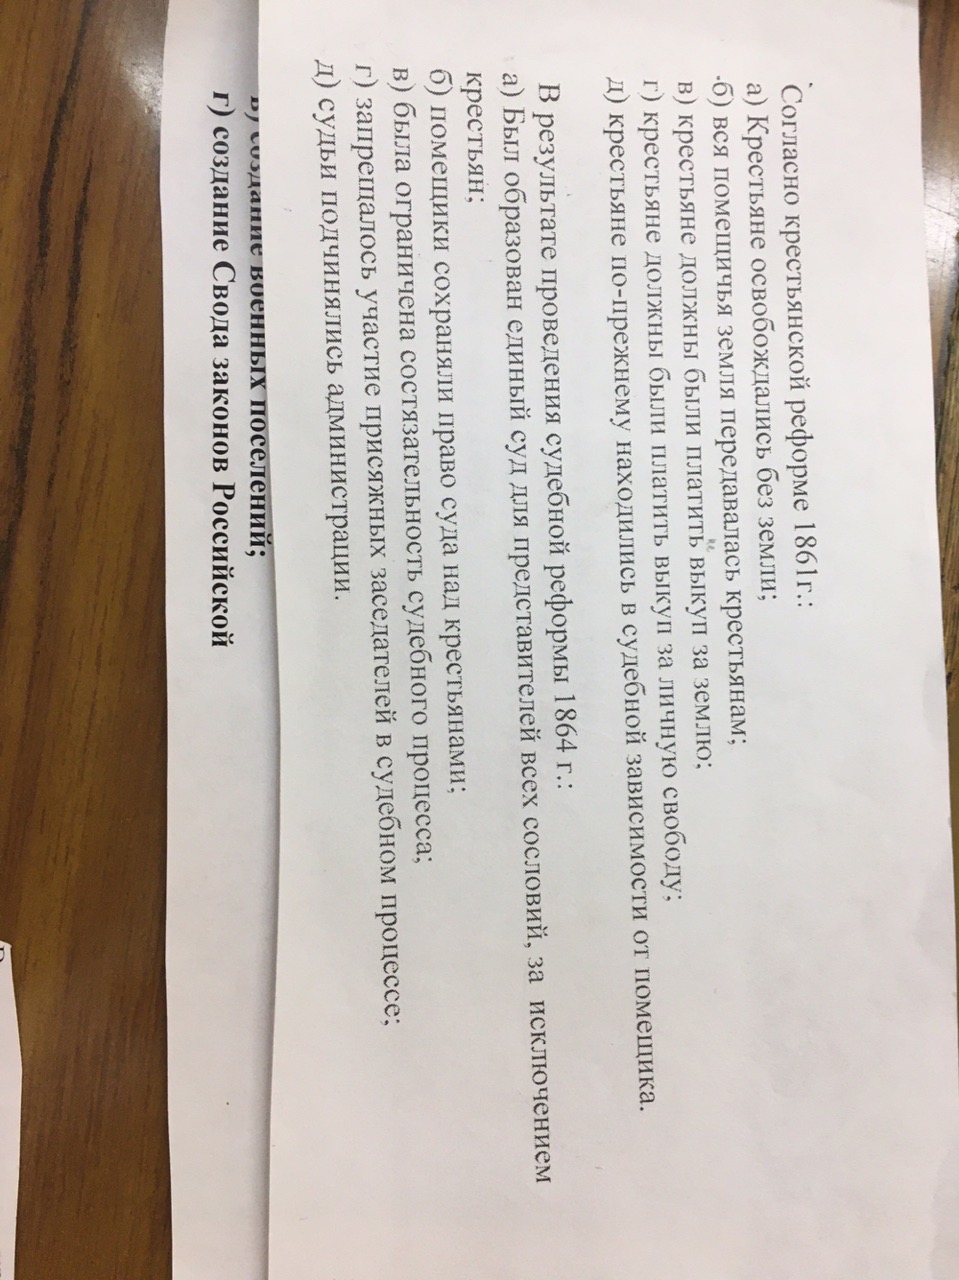 Согласно крестьянской реформе 1861г.:
а) Крестьяне освобождались без земли;
-б) вся помещичья земля передавалась крестьянам;
в) крестьяне должны были платить выкуп за землю;
г) крестьяне должны были платить выкуп за личную свободу;
д) крестьяне по-прежнему находились в судебной зависимости от помещика.
В результате проведения судебной реформы 1864 г.:
а) Был образован единый суд для представителей всех сословий, за исключением
крестьян;
б) помещики сохраняли право суда над крестьянами;
в) была ограничена состязательность судебного процесса;
г) запрещалось участие присяжных заседателей в судебном процессе;
д) судьи подчинялись администрации.
в) создание военных поселений;
г) создание Свода законов Российской